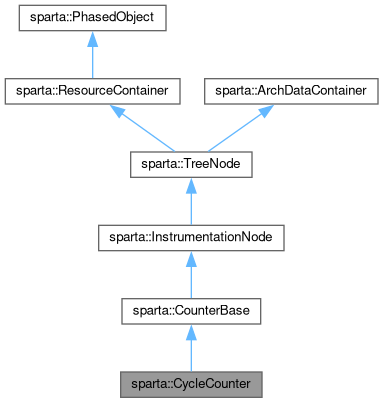 sparta::PhasedObject
sparta::ResourceContainer
sparta::ArchDataContainer
sparta::TreeNode
sparta::InstrumentationNode
sparta::CounterBase
sparta::CycleCounter